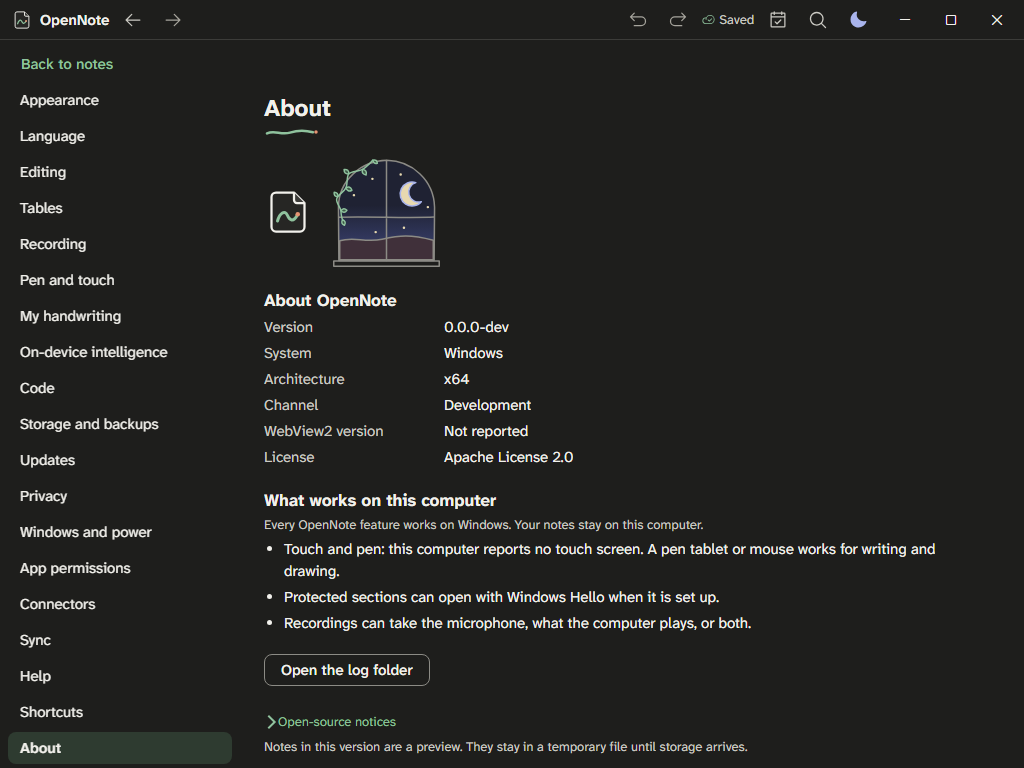 OpenNote
Saved
Back to notes
Appearance
Language
Editing
Tables
Recording
Pen and touch
My handwriting
On-device intelligence
Code
Storage and backups
Updates
Privacy
Windows and power
App permissions
Connectors
Sync
Help
Shortcuts
About
About
About OpenNote
Version 0.0.0-dev
System Windows
Architecture x64
Channel Development
WebView2 version Not reported
License Apache License 2.0
What works on this computer
Every OpenNote feature works on Windows. Your notes stay on this computer.
• Touch and pen: this computer reports no touch screen. A pen tablet or mouse works for writing and
drawing.
• Protected sections can open with Windows Hello when it is set up.
• Recordings can take the microphone, what the computer plays, or both.
Open the log folder
Open-source notices
Notes in this version are a preview. They stay in a temporary file until storage arrives.